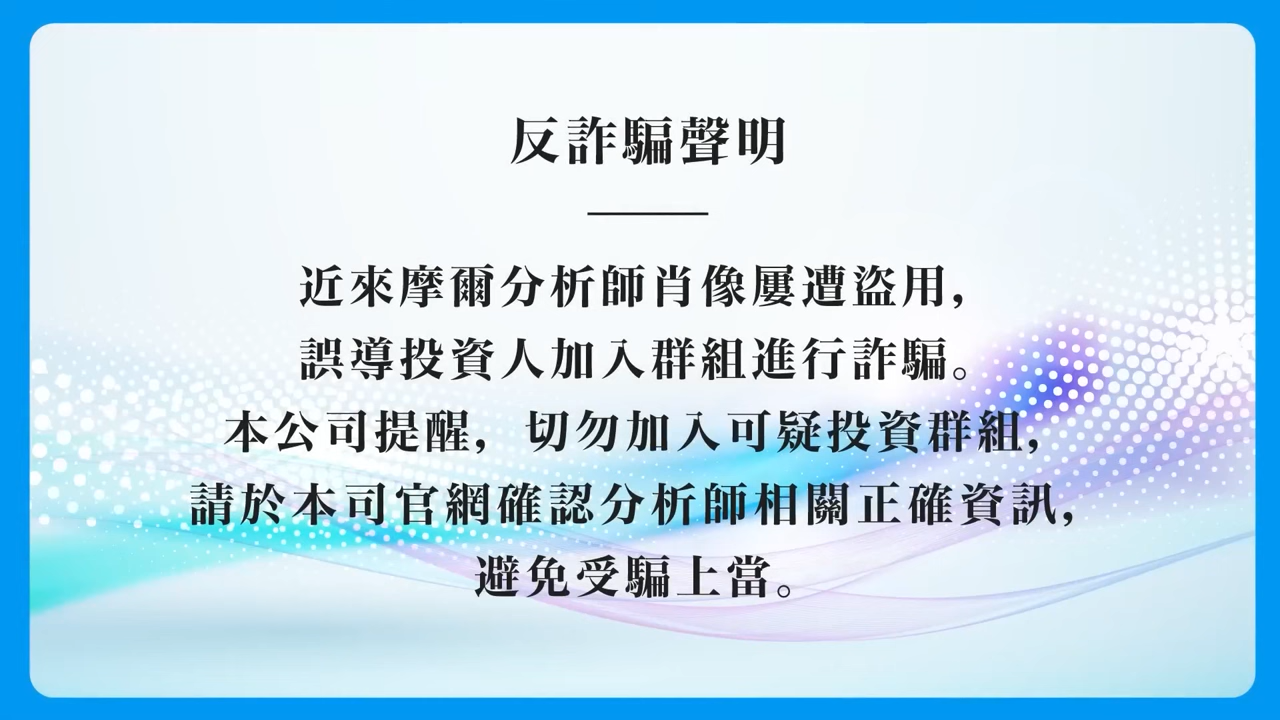 反詐騙聲明
近來摩爾分析師肖像屢遭盜用，
誤導投資人加入群組進行詐騙。
本公司提醒，切勿加入可疑投資群組，
請於本司官網確認分析師相關正確資訊，
避免受騙上當。